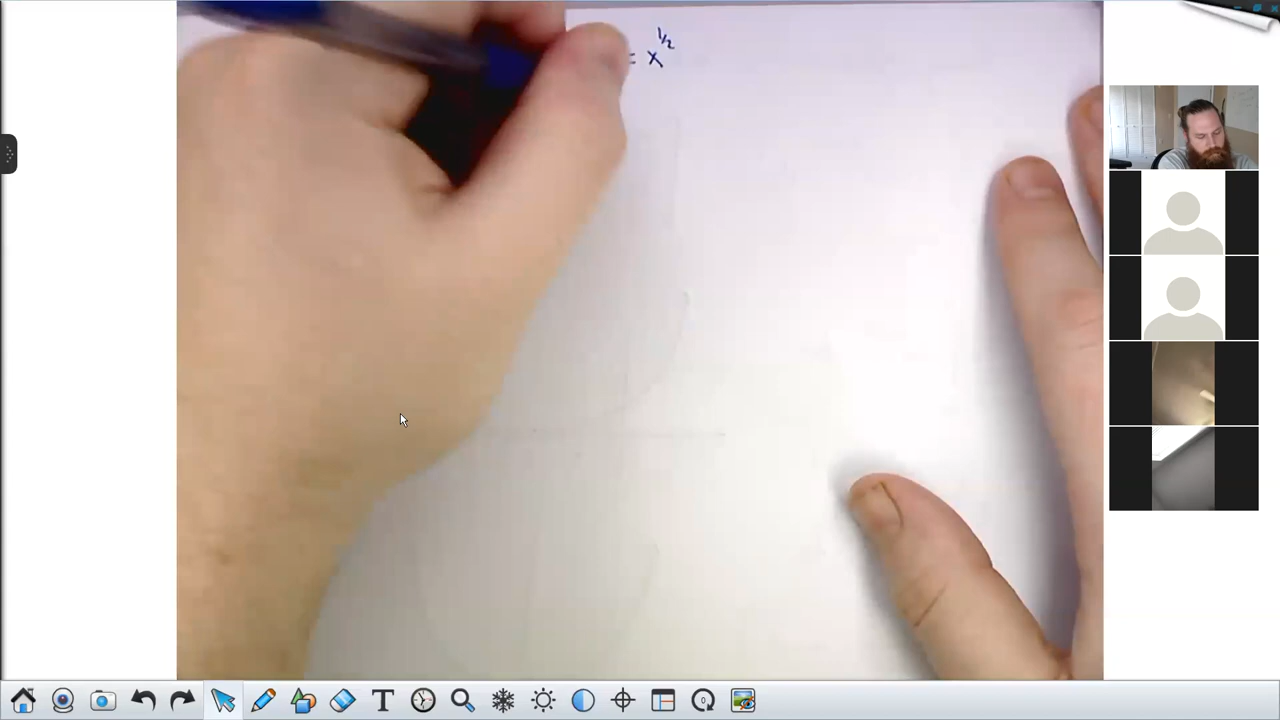 = x^{1/2}